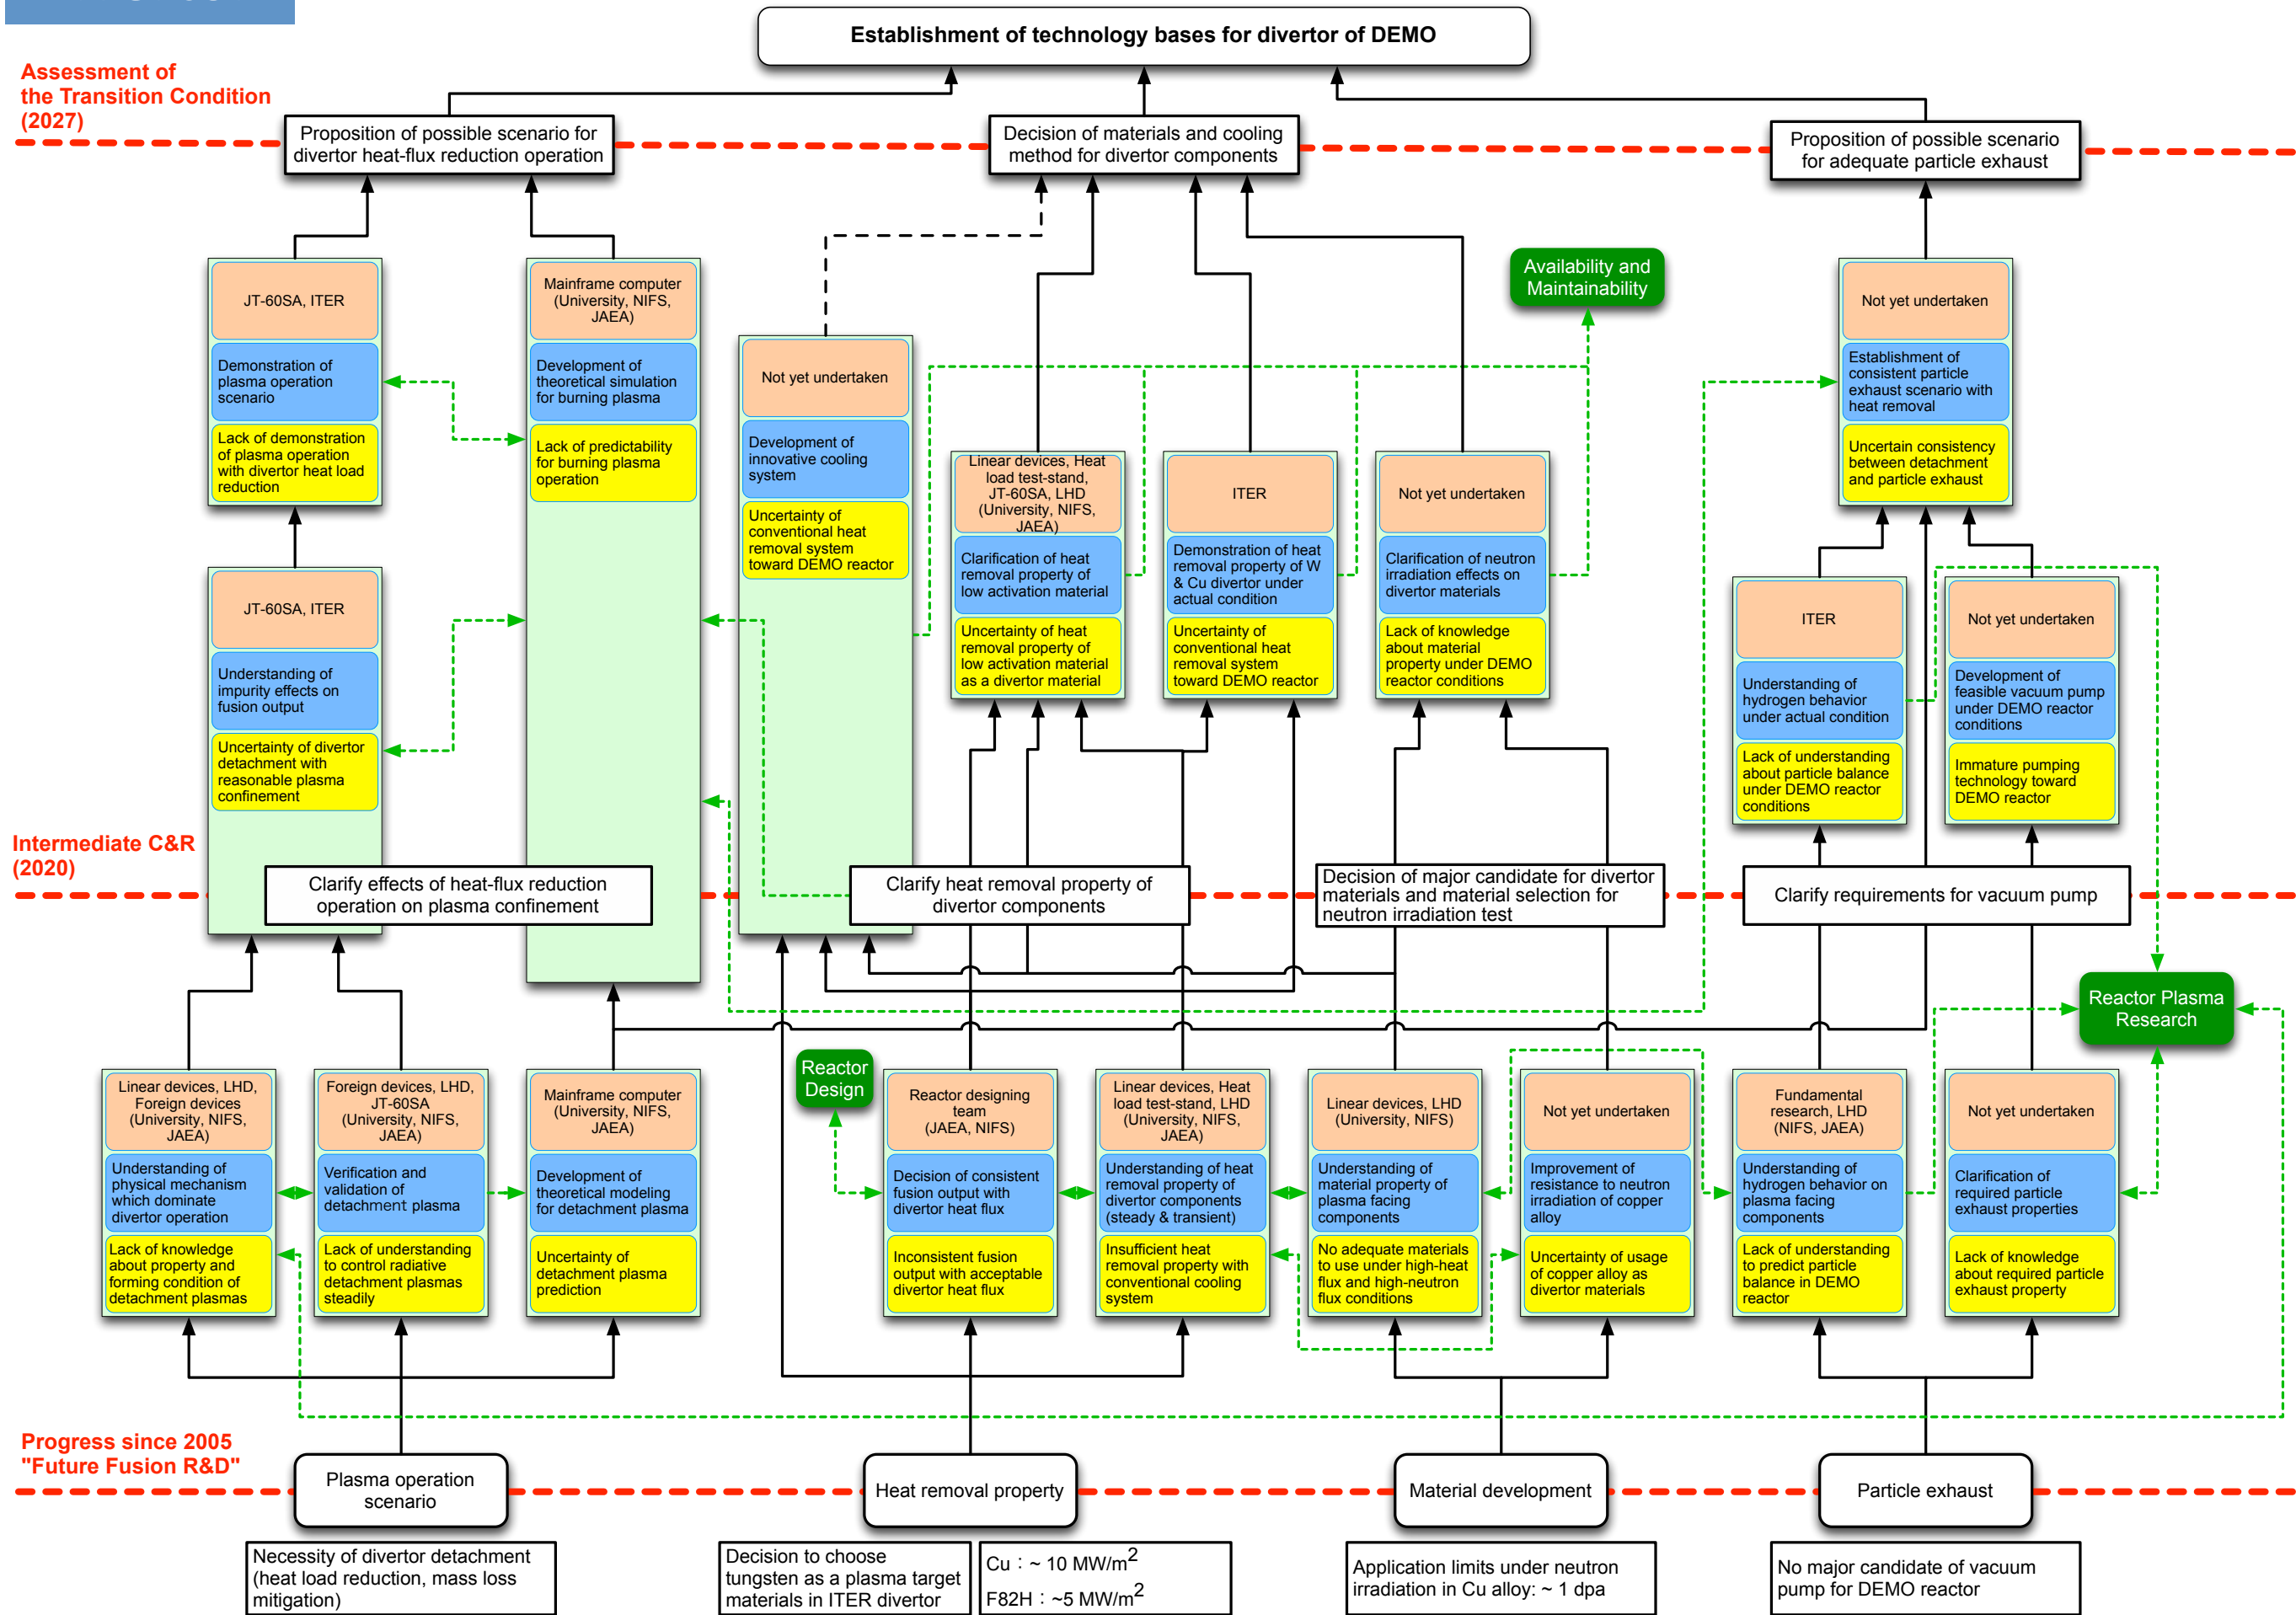 Establishment of technology bases for divertor of DEMO
Assessment of
the Transition Condition
(2027)
Proposition of possible scenario for
divertor heat-flux reduction operation
Decision of materials and cooling
method for divertor components
Proposition of possible scenario
for adequate particle exhaust
JT-60SA, ITER
Demonstration of
plasma operation
scenario
Lack of demonstration
of plasma operation
with divertor heat load
reduction
Mainframe computer
(University, NIFS,
JAEA)
Development of
theoretical simulation
for burning plasma
Lack of predictability
for burning plasma
operation
Not yet undertaken
Development of
innovative cooling
system
Uncertainty of
conventional heat
removal system
toward DEMO reactor
Linear devices, Heat
load test-stand,
JT-60SA, LHD
(University, NIFS,
JAEA)
Clarification of heat
removal property of
low activation material
Uncertainty of heat
removal property of
low activation material
as a divertor material
ITER
Demonstration of heat
removal property of W
& Cu divertor under
actual condition
Uncertainty of
conventional heat
removal system
toward DEMO reactor
Not yet undertaken
Clarification of neutron
irradiation effects on
divertor materials
Lack of knowledge
about material
property under DEMO
reactor conditions
Availability and
Maintainability
Not yet undertaken
Establishment of
consistent particle
exhaust scenario with
heat removal
Uncertain consistency
between detachment
and particle exhaust
JT-60SA, ITER
Understanding of
impurity effects on
fusion output
Uncertainty of divertor
detachment with
reasonable plasma
confinement
ITER
Understanding of
hydrogen behavior
under actual condition
Lack of understanding
about particle balance
under DEMO reactor
conditions
Not yet undertaken
Development of
feasible vacuum pump
under DEMO reactor
conditions
Immature pumping
technology toward
DEMO reactor
Intermediate C&R
(2020)
Clarify effects of heat-flux reduction
operation on plasma confinement
Clarify heat removal property of
divertor components
Decision of major candidate for divertor
materials and material selection for
neutron irradiation test
Clarify requirements for vacuum pump
Reactor Plasma
Research
Reactor
Design
Linear devices, LHD,
Foreign devices
(University, NIFS,
JAEA)
Understanding of
physical mechanism
which dominate
divertor operation
Lack of knowledge
about property and
forming condition of
detachment plasmas
Foreign devices, LHD,
JT-60SA
(University, NIFS,
JAEA)
Verification and
validation of
detachment plasma
Lack of understanding
to control radiative
detachment plasmas
steadily
Mainframe computer
(University, NIFS,
JAEA)
Development of
theoretical modeling
for detachment plasma
Uncertainty of
detachment plasma
prediction
Reactor designing
team
(JAEA, NIFS)
Decision of consistent
fusion output with
divertor heat flux
Inconsistent fusion
output with acceptable
divertor heat flux
Linear devices, Heat
load test-stand, LHD
(University, NIFS,
JAEA)
Understanding of heat
removal property of
divertor components
(steady & transient)
Insufficient heat
removal property with
conventional cooling
system
Linear devices, LHD
(University, NIFS)
Understanding of
material property of
plasma facing
components
No adequate materials
to use under high-heat
flux and high-neutron
flux conditions
Not yet undertaken
Improvement of
resistance to neutron
irradiation of copper
alloy
Uncertainty of usage
of copper alloy as
divertor materials
Fundamental
research, LHD
(NIFS, JAEA)
Understanding of
hydrogen behavior on
plasma facing
components
Lack of understanding
to predict particle
balance in DEMO
reactor
Not yet undertaken
Clarification of
required particle
exhaust properties
Lack of knowledge
about required particle
exhaust property
Progress since 2005
"Future Fusion R&D"
Plasma operation
scenario
Heat removal property
Material development
Particle exhaust
Necessity of divertor detachment
(heat load reduction, mass loss
mitigation)
Decision to choose
tungsten as a plasma target
materials in ITER divertor
Cu：~ 10 MW/m2
F82H：~5 MW/m2
Application limits under neutron
irradiation in Cu alloy: ~ 1 dpa
No major candidate of vacuum
pump for DEMO reactor